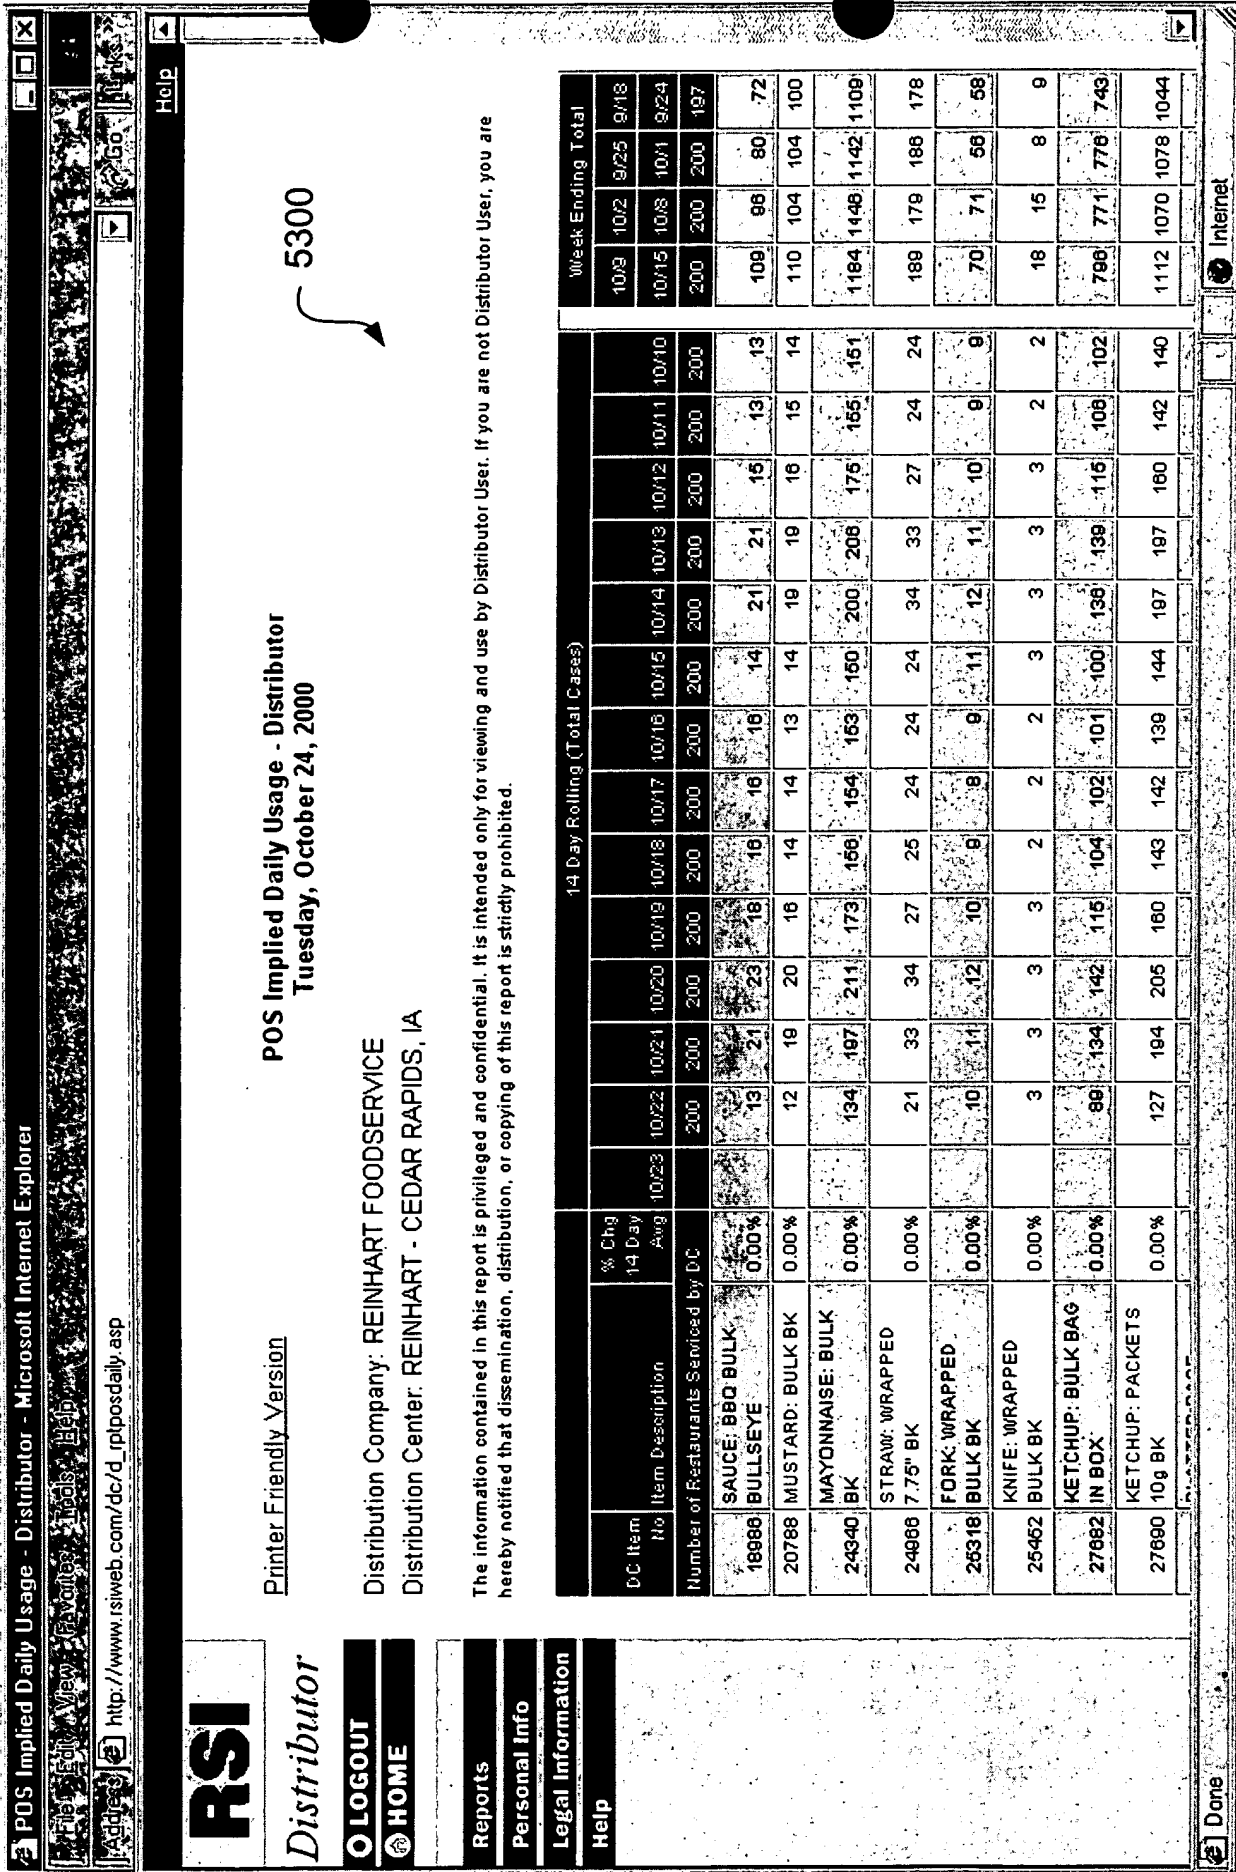 POS Implied Daily Usage - Distributor - Microsoft Internet Explorer
File Edit View Favorites Tools Help
Address http://www.rsiweb.com/dc/d_rptposdaily.asp Go Links »
Help
RSI
Distributor
LOGOUT
HOME
Reports
Personal Info
Legal Information
Help
Printer Friendly Version
POS Implied Daily Usage - Distributor
Tuesday, October 24, 2000
5300
Distribution Company: REINHART FOODSERVICE
Distribution Center: REINHART - CEDAR RAPIDS, IA
The information contained in this report is privileged and confidential. It is intended only for viewing and use by Distributor User. If you are not Distributor User, you are
hereby notified that dissemination, distribution, or copying of this report is strictly prohibited.
14 Day Rolling (Total Cases) Week Ending Total
% Chg 10/9 10/2 9/25 9/18
DC Item 14 Day
No Item Description Avg 10/23 10/22 10/21 10/20 10/19 10/18 10/17 10/16 10/15 10/14 10/13 10/12 10/11 10/10 10/15 10/8 10/1 9/24
Number of Restaurants Serviced by DC 200 200 200 200 200 200 200 200 200 200 200 200 200 200 200 200 197
SAUCE: BBQ BULK
18986 BULLSEYE 0.00% 13 21 23 18 16 16 16 14 21 21 15 13 13 109 96 80 72
20788 MUSTARD: BULK BK 0.00% 12 19 20 16 14 14 13 14 19 19 16 15 14 110 104 104 100
MAYONNAISE: BULK
24340 BK 0.00% 134 197 211 173 156 154 153 150 200 206 175 155 151 1184 1146 1142 1109
STRAW: WRAPPED
24966 7.75" BK 0.00% 21 33 34 27 25 24 24 24 34 33 27 24 24 189 179 186 178
FORK: WRAPPED
25318 BULK BK 0.00% 10 11 12 10 9 8 9 11 12 11 10 9 9 70 71 56 58
KNIFE: WRAPPED
25452 BULK BK 0.00% 3 3 3 3 2 2 2 3 3 3 3 2 2 18 15 8 9
KETCHUP: BULK BAG
27682 IN BOX 0.00% 89 134 142 115 104 102 101 100 138 139 115 106 102 796 771 776 743
KETCHUP: PACKETS
27690 10g BK 0.00% 127 194 205 160 143 142 139 144 197 197 160 142 140 1112 1070 1078 1044
Done Internet